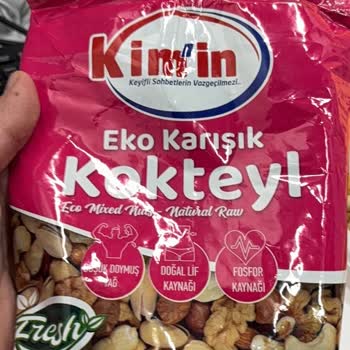 Kimin
Keyifli Sohbetlerin Vazgeçilmezi..
Eko Karışık
Kokteyl
Eco Mixed Nuts - Natural Raw
DOYMUŞ
YAĞ
DOĞAL LİF
KAYNAĞI
FOSFOR
KAYNAĞI
Fresh